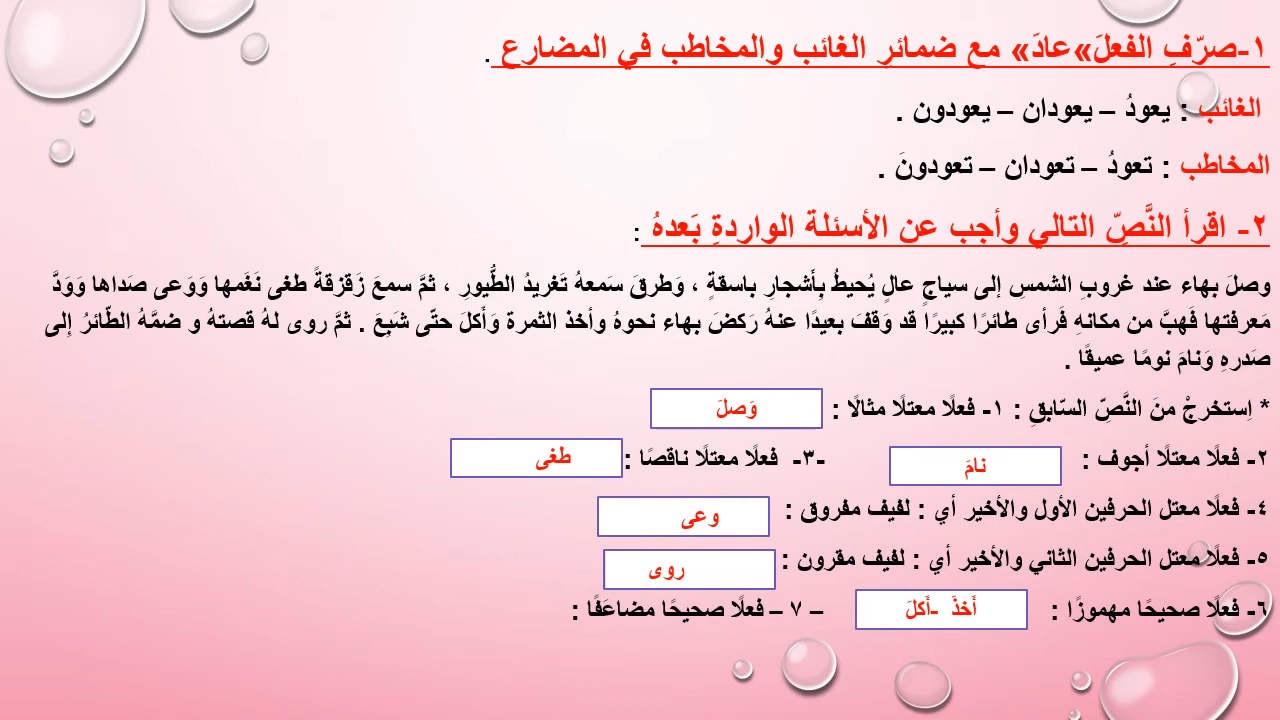 ١-صرّفِ الفعلَ»عادَ» مع ضمائرِ الغائب والمخاطب في المضارع .
الغائب : يعودُ – يعودان – يعودون .
المخاطب : تعودُ – تعودان – تعودونَ .
٢- اقرأ النَّصِّ التالي وأجب عن الأسئلة الواردةِ بَعدهُ :
وصلَ بهاء عند غروبِ الشمسِ إلى سياجٍ عالٍ يُحيطُ بِأَشجارِ باسقةٍ ، وَطرقَ سَمعهُ تَغريدُ الطُّيورِ ، ثمَّ سمعَ زَقزقةً طغى نَغَمها وَوَعى صَداها وَوَدَّ
مَعرفتها فَهبَّ من مكانهِ فَرأى طائرًا كبيرًا قد وَقفَ بعيدًا عنهُ رَكضَ بهاء نحوهُ وأخذ الثمرة وَأكلَ حتّى شَبِعَ . ثمَّ روى لهُ قصتهُ و ضمَّهُ الطّائرُ إلى
صَدرهِ وَنامَ نومًا عميقًا .
* اِستخرجْ منَ النَّصِّ السّابقِ : ١- فعلًا معتلًا مثالًا : وَصلَ
٢- فعلًا معتلًا أجوف : نامَ -٣- فعلًا معتلًا ناقصًا : طغى
٤- فعلًا معتل الحرفين الأول والأخير أي : لفيف مفروق : وعى
٥- فعلًا معتل الحرفين الثاني والأخير أي : لفيف مقرون : روى
٦- فعلًا صحيحًا مهموزًا : أَخذَ -أَكلَ – ٧ – فعلًا صحيحًا مضاعَفًا :